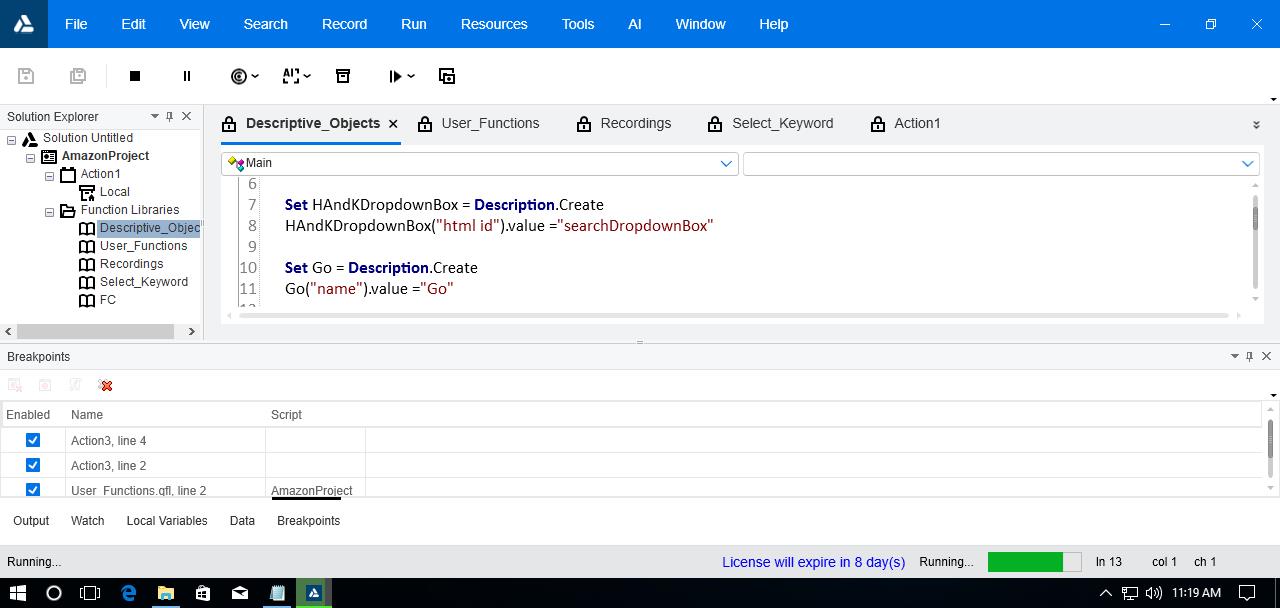 File Edit View Search Record Run Resources Tools AI Window Help
Solution Explorer
Solution Untitled
AmazonProject
Action1
Local
Function Libraries
Descriptive_Objec
User_Functions
Recordings
Select_Keyword
FC
Descriptive_Objects User_Functions Recordings Select_Keyword Action1
Main
6
7 Set HAndKDropdownBox = Description.Create
8 HAndKDropdownBox("html id").value ="searchDropdownBox"
9
10 Set Go = Description.Create
11 Go("name").value ="Go"
Breakpoints
Enabled Name Script
Action3, line 4
Action3, line 2
User_Functions.qfl, line 2 AmazonProject
Output Watch Local Variables Data Breakpoints
Running... License will expire in 8 day(s) Running... ln 13 col 1 ch 1
11:19 AM